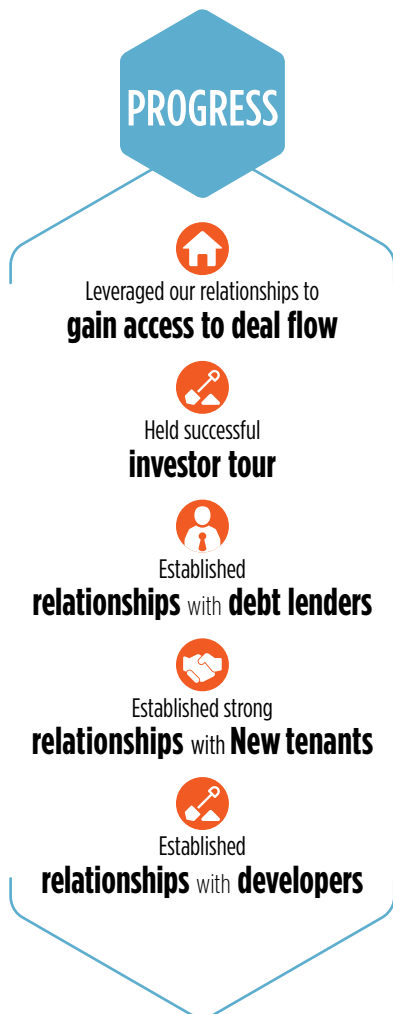 PROGRESS
Leveraged our relationships to
gain access to deal flow
Held successful
investor tour
Established
relationships with debt lenders
Established strong
relationships with New tenants
Established
relationships with developers